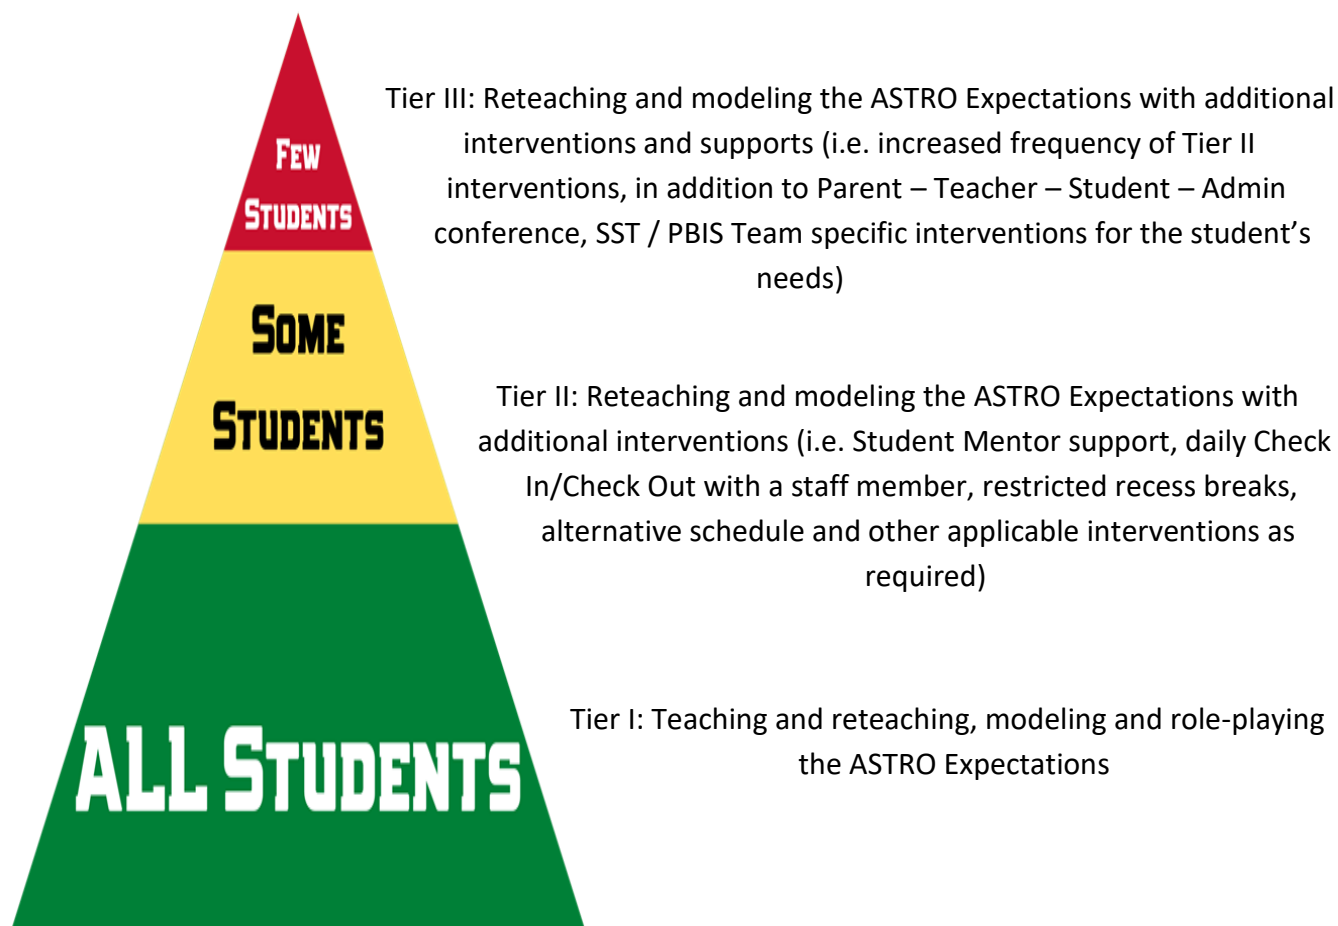 Tier III: Reteaching and modeling the ASTRO Expectations with additional
interventions and supports (i.e. increased frequency of Tier II
interventions, in addition to Parent – Teacher – Student – Admin
conference, SST / PBIS Team specific interventions for the student’s
needs)
FEW
STUDENTS
SOME
STUDENTS
Tier II: Reteaching and modeling the ASTRO Expectations with
additional interventions (i.e. Student Mentor support, daily Check
In/Check Out with a staff member, restricted recess breaks,
alternative schedule and other applicable interventions as
required)
ALL STUDENTS
Tier I: Teaching and reteaching, modeling and role-playing
the ASTRO Expectations